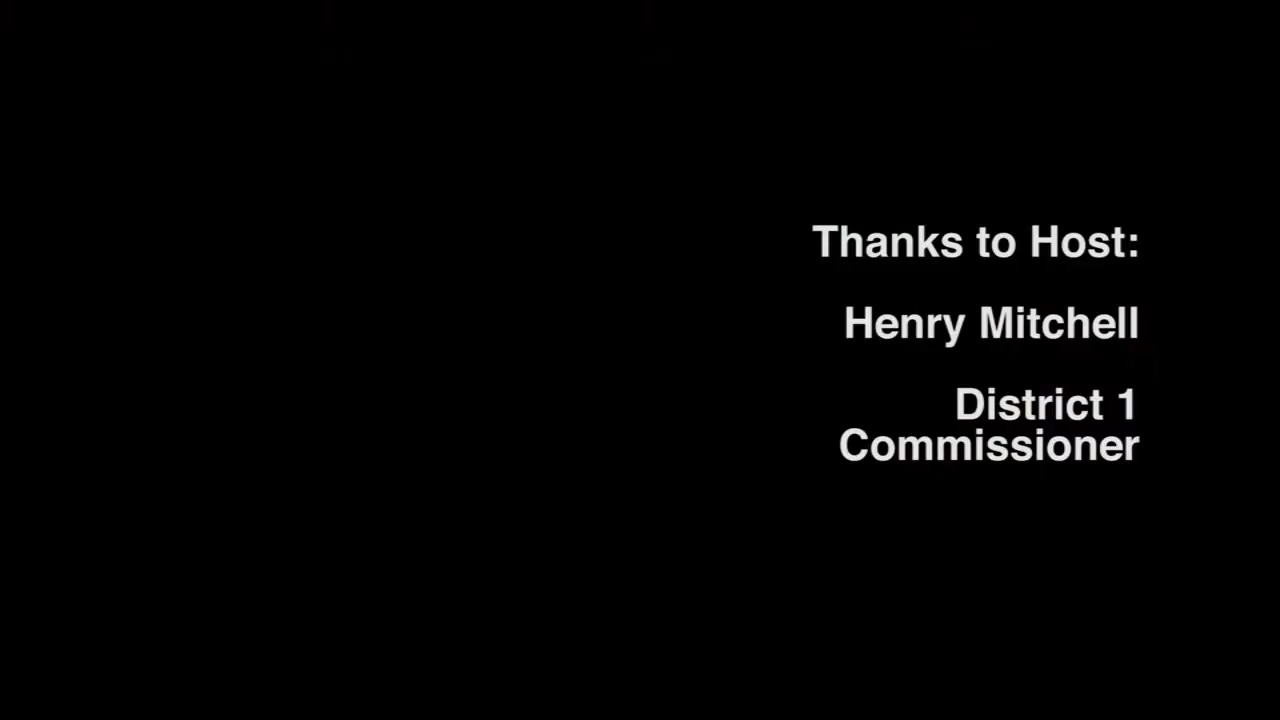 Thanks to Host:
Henry Mitchell
District 1
Commissioner